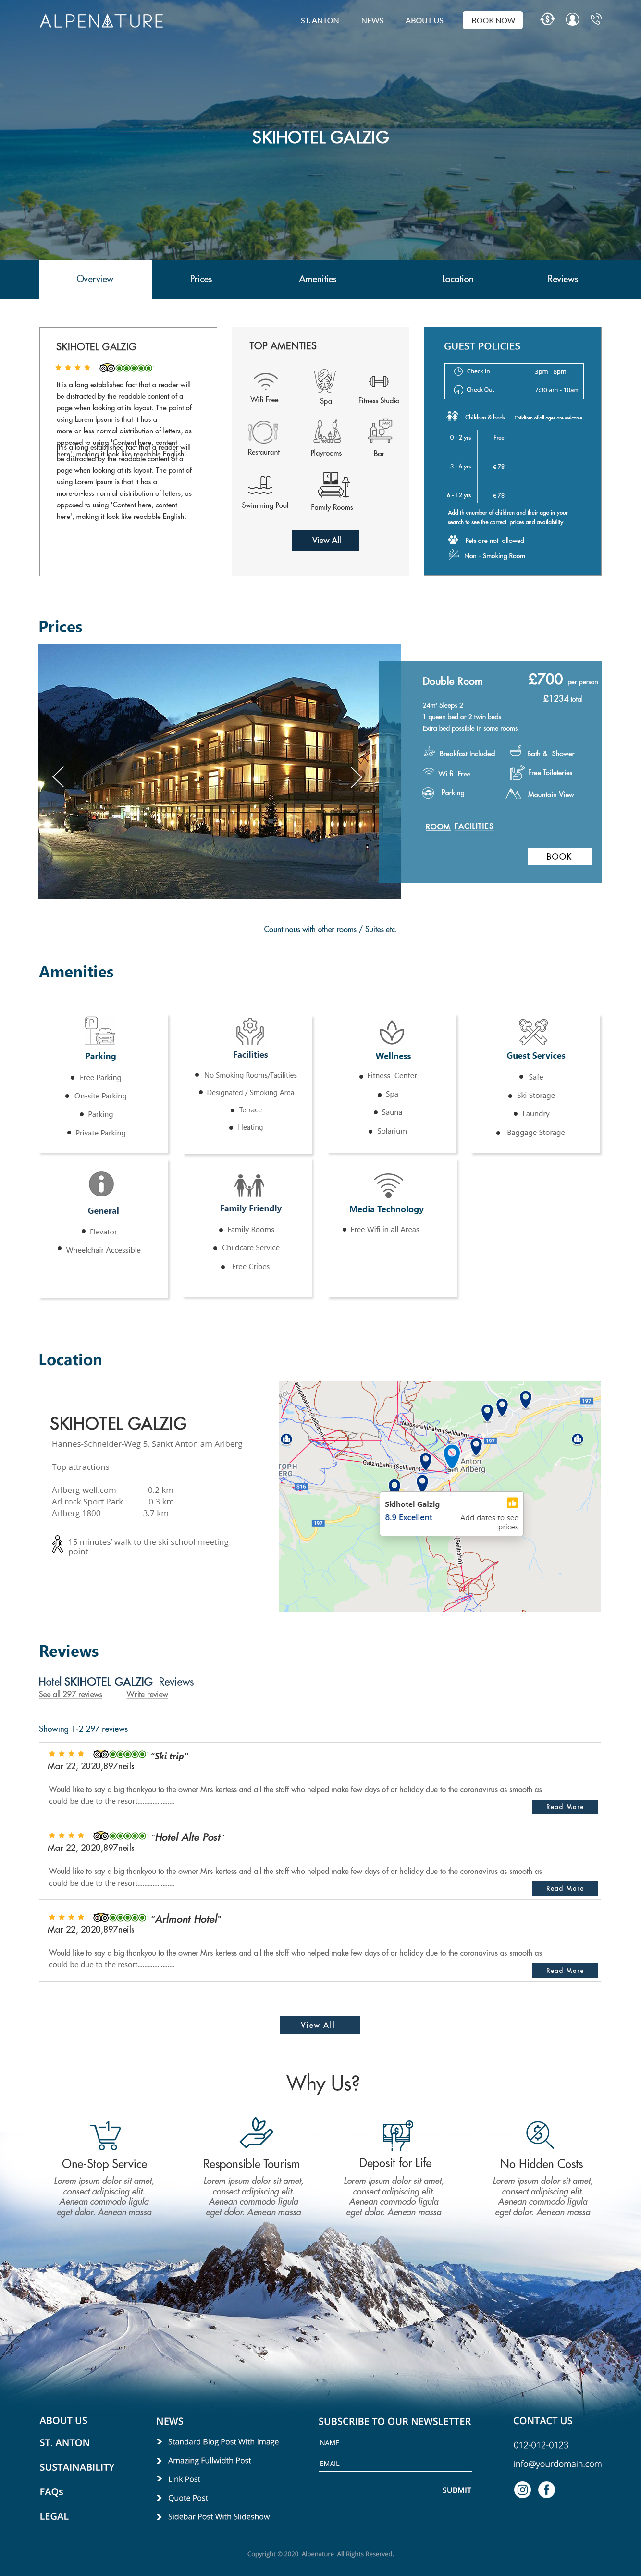 ALPENATURE
ST. ANTON NEWS ABOUT US BOOK NOW
SKIHOTEL GALZIG
Overview Prices Amenities Location Reviews
SKIHOTEL GALZIG
It is a long established fact that a reader will
be distracted by the readable content of a
page when looking at its layout. The point of
using Lorem Ipsum is that it has a
more-or-less normal distribution of letters, as
opposed to using 'Content here, content
here', making it look like readable English.
It is a long established fact that a reader will
be distracted by the readable content of a
page when looking at its layout. The point of
using Lorem Ipsum is that it has a
more-or-less normal distribution of letters, as
opposed to using 'Content here, content
here', making it look like readable English.
TOP AMENTIES
Wifi Free Spa Fitness Studio
Restaurant Playrooms Bar
Swimming Pool Family Rooms
View All
GUEST POLICIES
Check In 3pm - 8pm
Check Out 7:30 am - 10am
Children & beds Childrten of all ages are welcome
0 - 2 yrs Free
3 - 6 yrs € 78
6 - 12 yrs € 78
Add th enumber of children and their age in your
search to see the correct prices and availability
Pets are not allowed
Non - Smoking Room
Prices
Double Room £700 per person
£1234 total
24m² Sleeps 2
1 queen bed or 2 twin beds
Extra bed possible in some rooms
Breakfast Included Bath & Shower
Wi fi Free Free Toileteries
Parking Mountain View
ROOM FACILITIES
BOOK
Countinous with other rooms / Suites etc.
Amenities
Parking
Free Parking
On-site Parking
Parking
Private Parking
Facilities
No Smoking Rooms/Facilities
Designated / Smoking Area
Terrace
Heating
Wellness
Fitness Center
Spa
Sauna
Solarium
Guest Services
Safe
Ski Storage
Laundry
Baggage Storage
General
Elevator
Wheelchair Accessible
Family Friendly
Family Rooms
Childcare Service
Free Cribes
Media Technology
Free Wifi in all Areas
Location
SKIHOTEL GALZIG
Hannes-Schneider-Weg 5, Sankt Anton am Arlberg
Top attractions
Arlberg-well.com 0.2 km
Arl.rock Sport Park 0.3 km
Arlberg 1800 3.7 km
15 minutes' walk to the ski school meeting
point
197
Nasserein­bahn (Seilbahn)
197
Galzigbahn (Seilbahn)
Anton
am Arlberg
TOPH
ERG
S16
197
(Seilbahn)
Skihotel Galzig
8.9 Excellent Add dates to see
prices
Reviews
Hotel SKIHOTEL GALZIG Reviews
See all 297 reviews Write review
Showing 1-2 297 reviews
"Ski trip"
Mar 22, 2020,897neils
Would like to say a big thankyou to the owner Mrs kertess and all the staff who helped make few days of or holiday due to the coronavirus as smooth as
could be due to the resort....................
Read More
"Hotel Alte Post"
Mar 22, 2020,897neils
Would like to say a big thankyou to the owner Mrs kertess and all the staff who helped make few days of or holiday due to the coronavirus as smooth as
could be due to the resort....................
Read More
"Arlmont Hotel"
Mar 22, 2020,897neils
Would like to say a big thankyou to the owner Mrs kertess and all the staff who helped make few days of or holiday due to the coronavirus as smooth as
could be due to the resort....................
Read More
View All
Why Us?
One-Stop Service
Lorem ipsum dolor sit amet,
consect adipiscing elit.
Aenean commodo ligula
eget dolor. Aenean massa
Responsible Tourism
Lorem ipsum dolor sit amet,
consect adipiscing elit.
Aenean commodo ligula
eget dolor. Aenean massa
Deposit for Life
Lorem ipsum dolor sit amet,
consect adipiscing elit.
Aenean commodo ligula
eget dolor. Aenean massa
No Hidden Costs
Lorem ipsum dolor sit amet,
consect adipiscing elit.
Aenean commodo ligula
eget dolor. Aenean massa
ABOUT US
ST. ANTON
SUSTAINABILITY
FAQs
LEGAL
NEWS
Standard Blog Post With Image
Amazing Fullwidth Post
Link Post
Quote Post
Sidebar Post With Slideshow
SUBSCRIBE TO OUR NEWSLETTER
NAME
EMAIL
SUBMIT
CONTACT US
012-012-0123
info@yourdomain.com
Copyright © 2020 Alpenature All Rights Reserved.